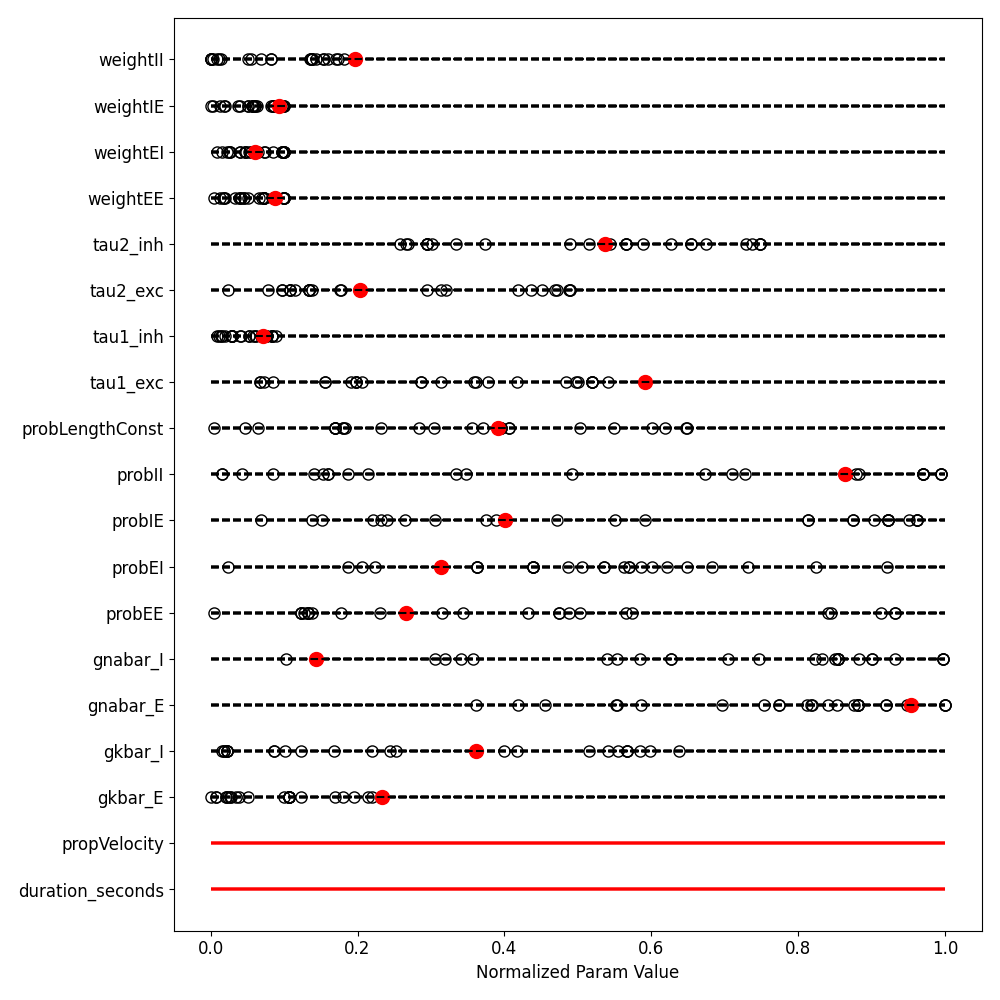 weightII
weightIE
weightEI
weightEE
tau2_inh
tau2_exc
tau1_inh
tau1_exc
probLengthConst
probII
probIE
probEI
probEE
gnabar_I
gnabar_E
gkbar_I
gkbar_E
propVelocity
duration_seconds
0.0 0.2 0.4 0.6 0.8 1.0
Normalized Param Value